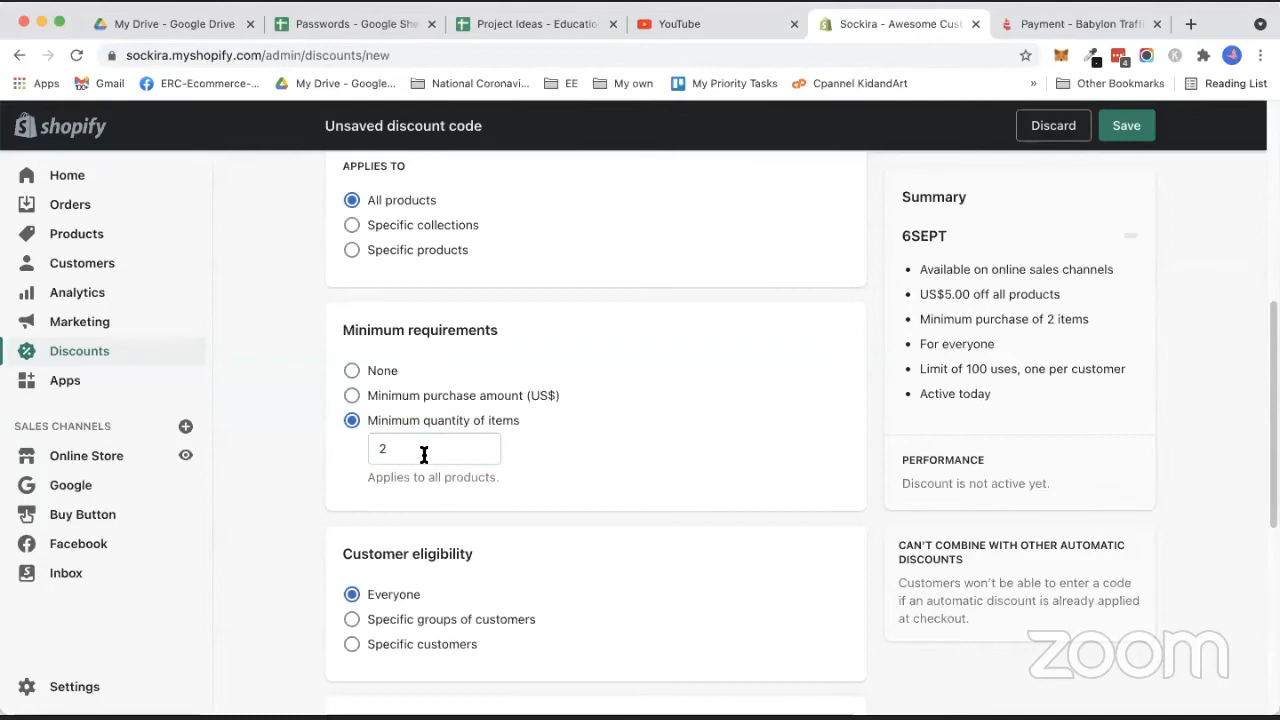 My Drive - Google Drive
Passwords - Google She
Project Ideas - Educatio
YouTube
Sockira - Awesome Cus
Payment - Babylon Traffi
sockira.myshopify.com/admin/discounts/new
4
Apps
Gmail
ERC-Ecommerce-...
My Drive - Google...
National Coronavi...
EE
My own
My Priority Tasks
Cpannel KidandArt
»
Other Bookmarks
Reading List
shopify
Unsaved discount code
Discard
Save
Home
Orders
Products
Customers
Analytics
Marketing
Discounts
Apps
SALES CHANNELS
Online Store
Google
Buy Button
Facebook
Inbox
Settings
APPLIES TO
All products
Specific collections
Specific products
Minimum requirements
None
Minimum purchase amount (US$)
Minimum quantity of items
2
Applies to all products.
Customer eligibility
Everyone
Specific groups of customers
Specific customers
Summary
6SEPT
• Available on online sales channels
• US$5.00 off all products
• Minimum purchase of 2 items
• For everyone
• Limit of 100 uses, one per customer
• Active today
PERFORMANCE
Discount is not active yet.
CAN'T COMBINE WITH OTHER AUTOMATIC
DISCOUNTS
Customers won't be able to enter a code
if an automatic discount is already applied
at checkout.
zoom